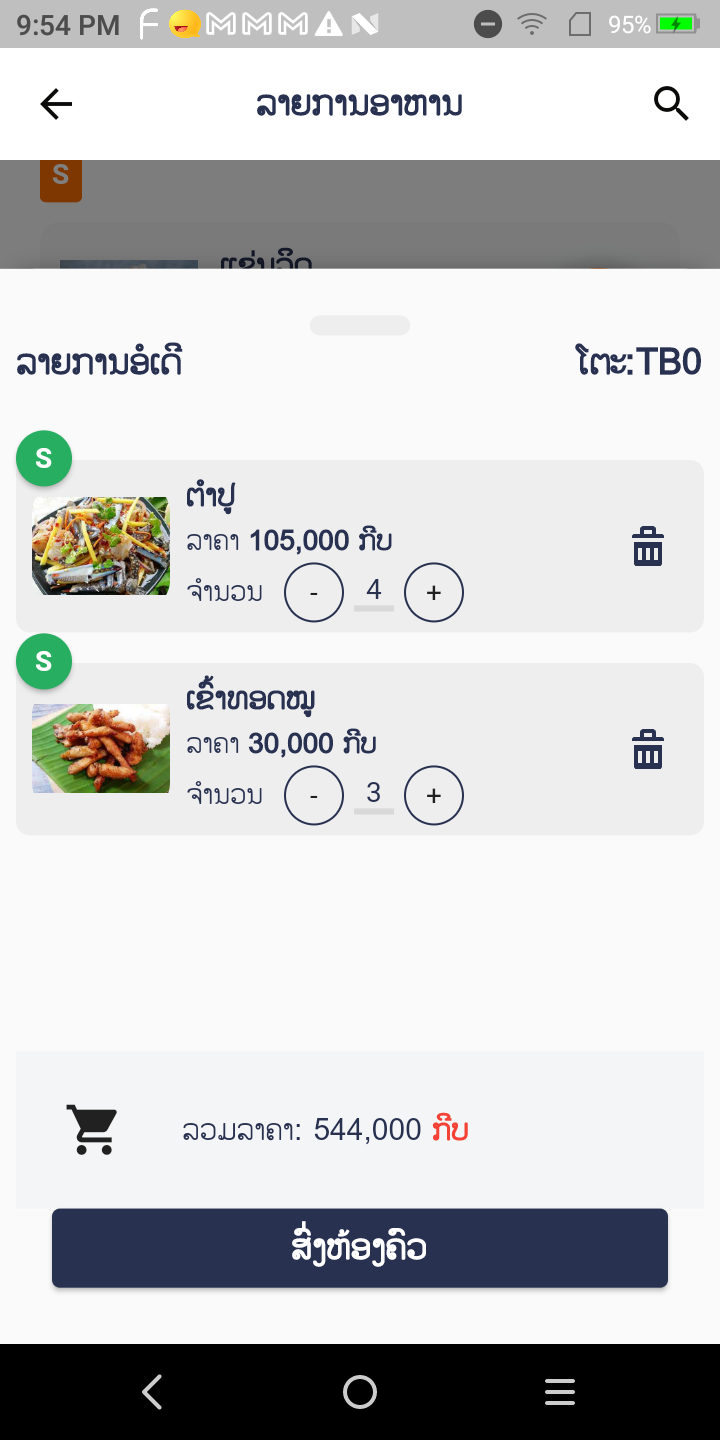 9:54 PM
95%
ລາຍການອາຫານ
S
ແຊ່ບລິດ
ລາຍການອໍເດີ
ໂຕະ:TB0
S
ຕໍາປູ
ລາຄາ 105,000 ກີບ
ຈຳນວນ - 4 +
S
ເຂົ້າທອດໝູ
ລາຄາ 30,000 ກີບ
ຈຳນວນ - 3 +
ລວມລາຄາ: 544,000 ກີບ
ສົ່ງຫ້ອງຄົວ